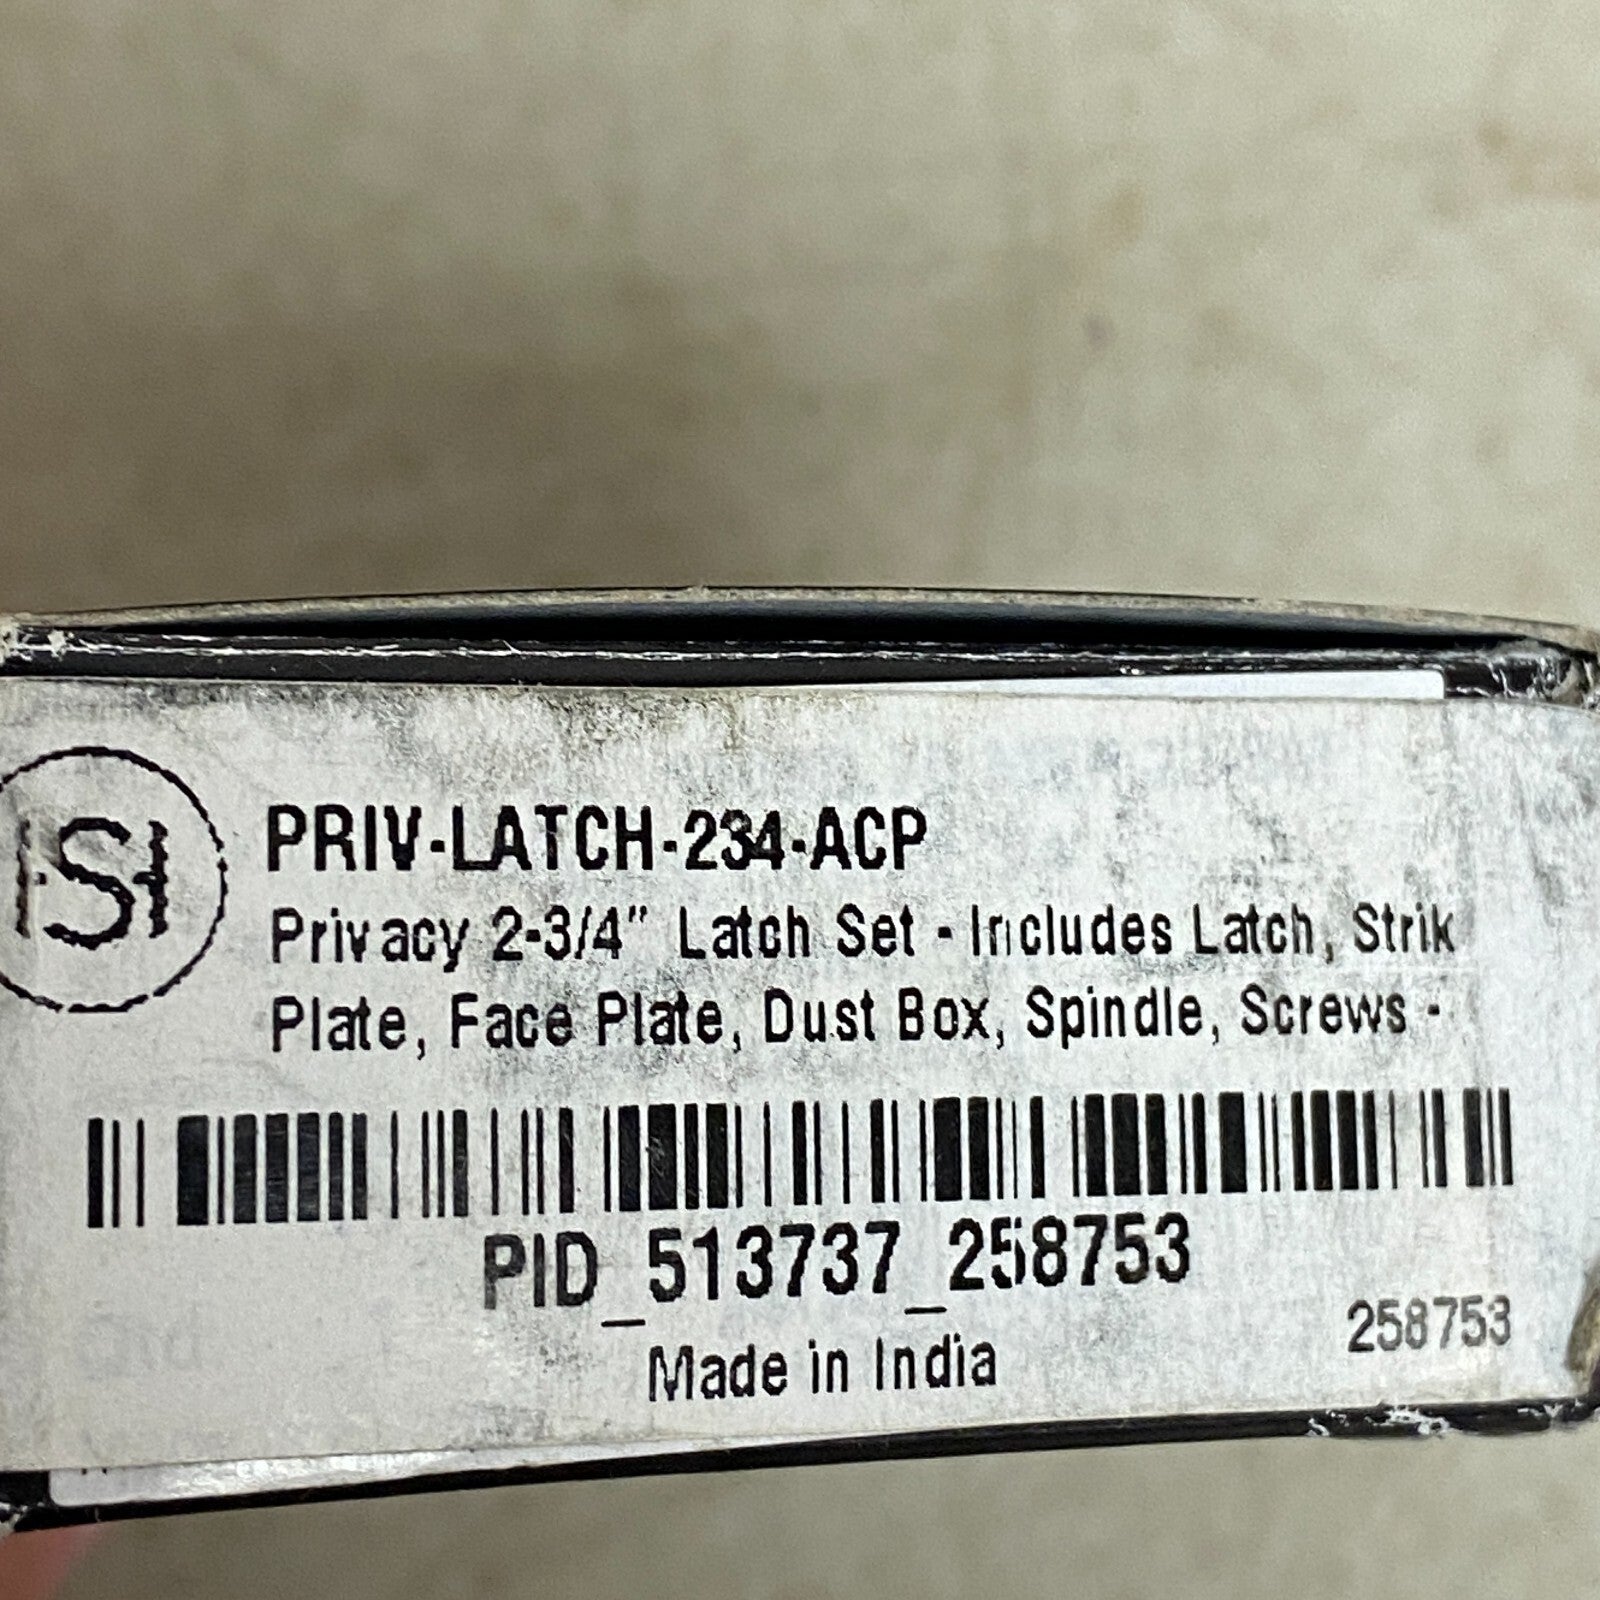 HSH
PRIV-LATCH-234-ACP
Privacy 2-3/4" Latch Set - Includes Latch, Strik
Plate, Face Plate, Dust Box, Spindle, Screws -
PID_513737_258753
258753
Made in India